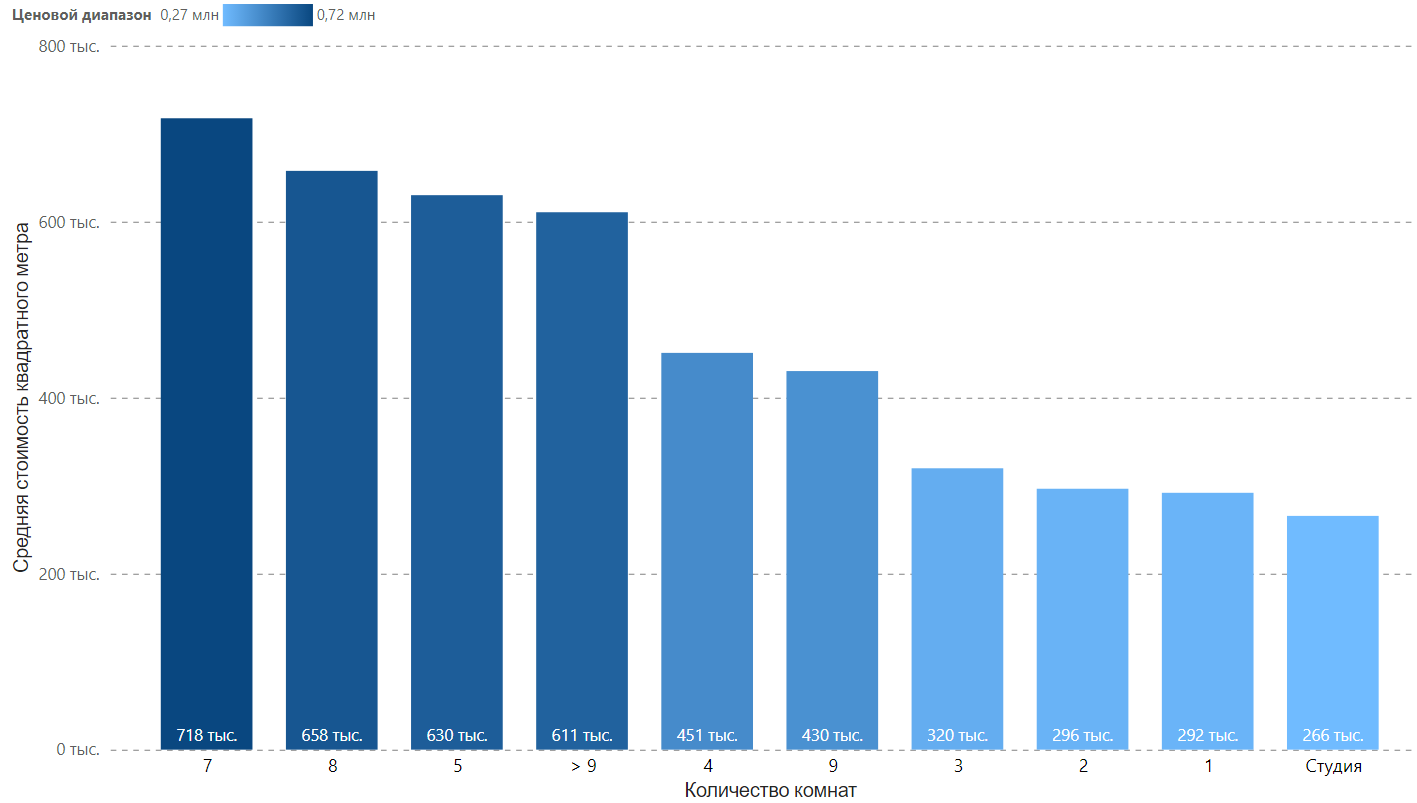 Ценовой диапазон 0,27 млн 0,72 млн
800 тыс.
600 тыс.
400 тыс.
200 тыс.
0 тыс.
Средняя стоимость квадратного метра
718 тыс. 658 тыс. 630 тыс. 611 тыс. 451 тыс. 430 тыс. 320 тыс. 296 тыс. 292 тыс. 266 тыс.
7 8 5 > 9 4 9 3 2 1 Студия
Количество комнат